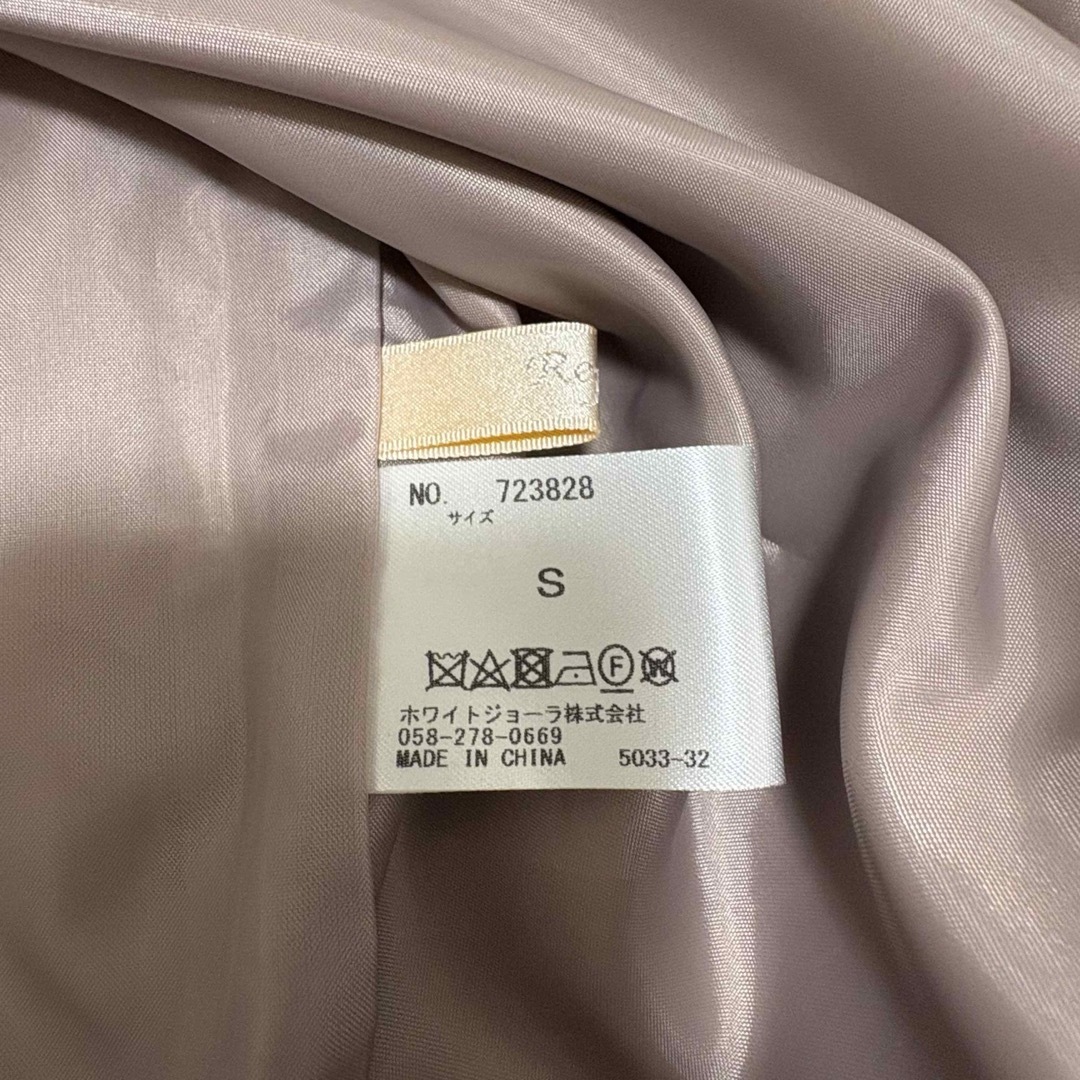 Re
NO. 723828
サイズ
S
F W
ホワイトジョーラ株式会社
058-278-0669
MADE IN CHINA 5033-32